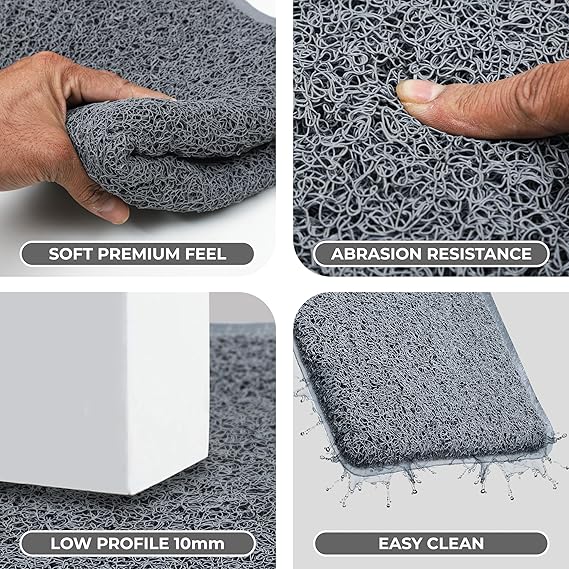 SOFT PREMIUM FEEL
ABRASION RESISTANCE
LOW PROFILE 10mm
EASY CLEAN